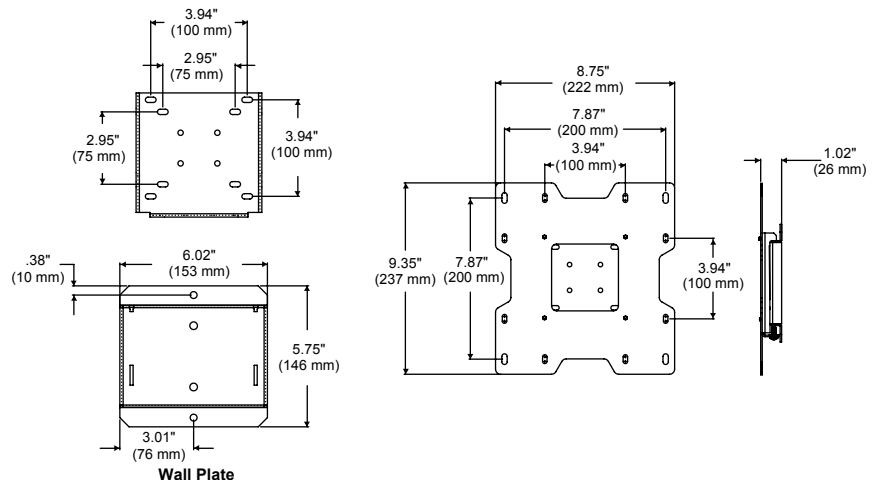 3.94"
(100 mm)
2.95"
(75 mm)
2.95"
(75 mm)
3.94"
(100 mm)
.38"
(10 mm)
6.02"
(153 mm)
5.75"
(146 mm)
3.01"
(76 mm)
Wall Plate
8.75"
(222 mm)
7.87"
(200 mm)
3.94"
(100 mm)
9.35"
(237 mm)
7.87"
(200 mm)
3.94"
(100 mm)
1.02"
(26 mm)